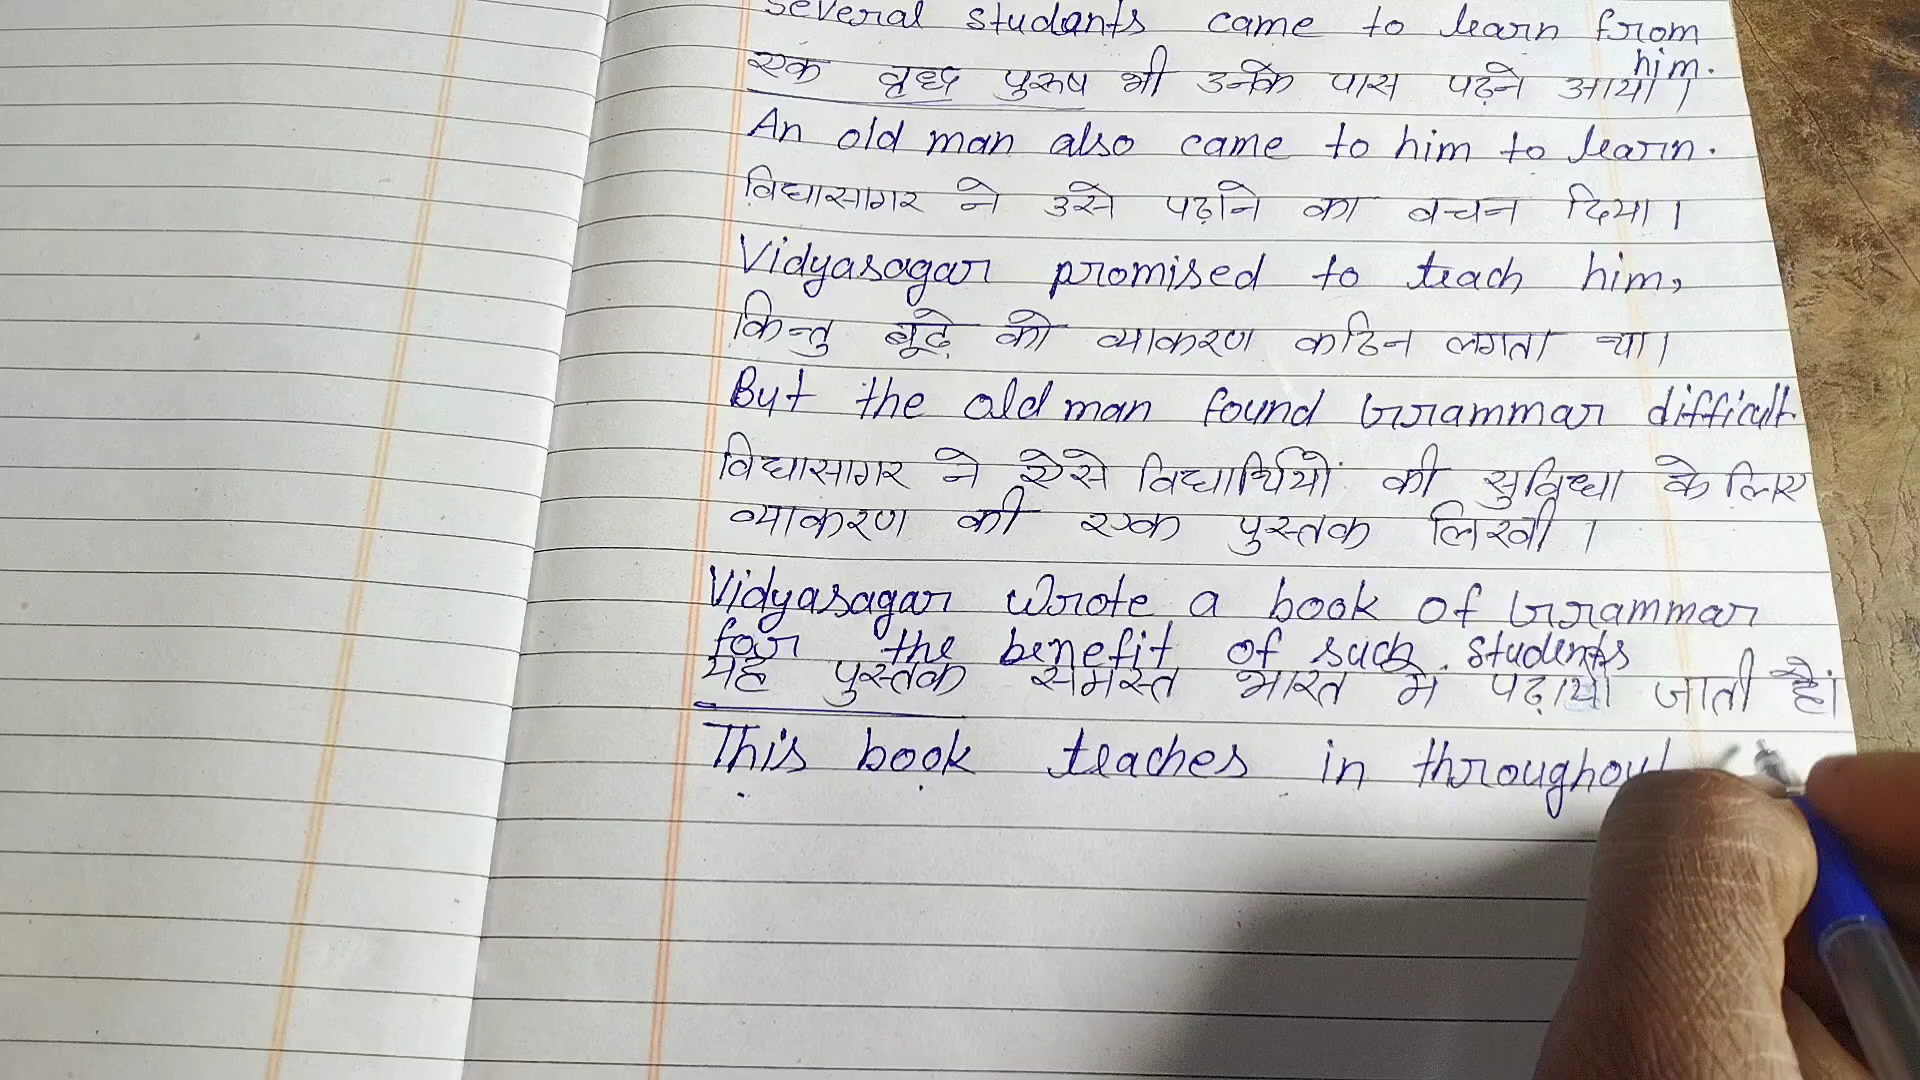 Several students came to learn from
him.
एक वृध्द पुरुष भी उनके पास पढ़ने आया।
An old man also came to him to learn.
विद्यासागर ने उसे पढ़ाने का वचन दिया।
Vidyasagar promised to teach him,
किन्तु बूढ़े को व्याकरण कठिन लगता था।
But the old man found Grammar difficult
विद्यासागर ने ऐसे विद्यार्थियों की सुविधा के लिए
व्याकरण की एक पुस्तक लिखी।
Vidyasagar wrote a book of Grammar
for the benefit of such students
यह पुस्तक समस्त भारत मे पढ़ायी जाती है।
This book teaches in throughout